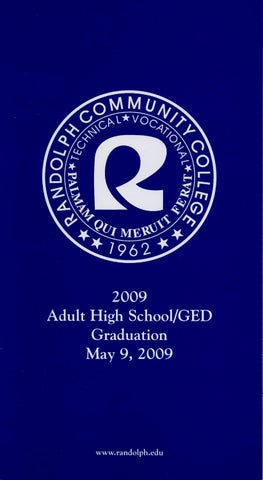 RANDOLPH COMMUNITY COLLEGE
★TECHNICAL★VOCATIONAL★
R
PALMAM QUI MERUIT FERAT
★★1962★★
2009
Adult High School/GED
Graduation
May 9, 2009
www.randolph.edu